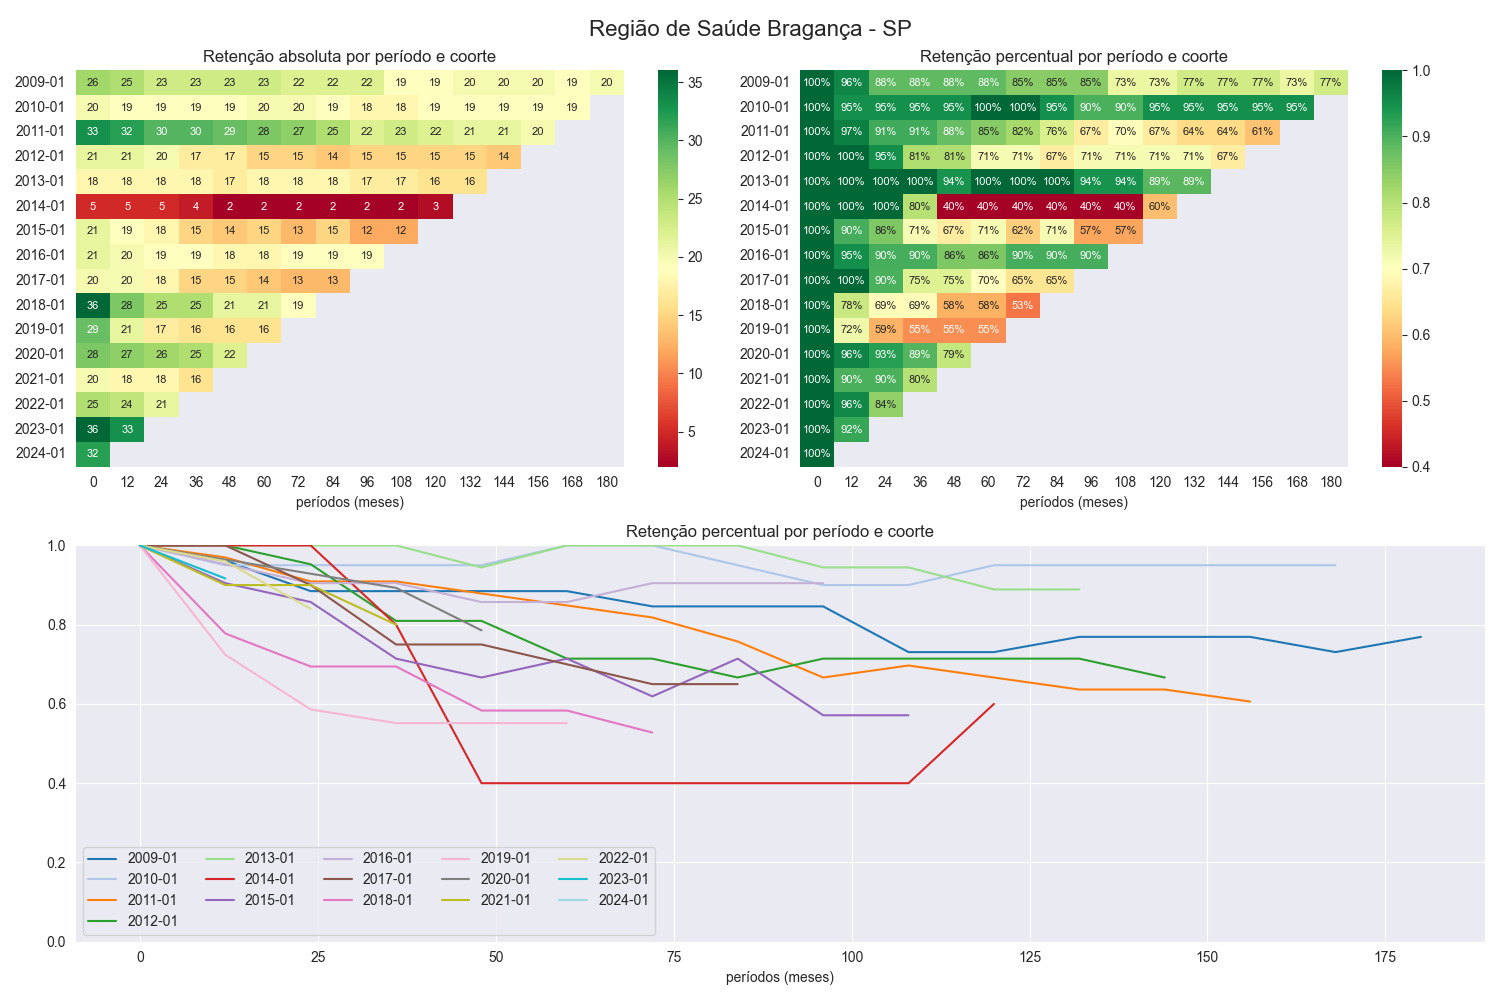 Região de Saúde Bragança - SP
Retenção absoluta por período e coorte
2009-01 26 25 23 23 23 23 22 22 22 19 19 20 20 20 19 20
2010-01 20 19 19 19 19 20 20 19 18 18 19 19 19 19 19
2011-01 33 32 30 30 29 28 27 25 22 23 22 21 21 20
2012-01 21 21 20 17 17 15 15 14 15 15 15 15 14
2013-01 18 18 18 18 17 18 18 18 17 17 16 16
2014-01 5 5 5 4 2 2 2 2 2 2 3
2015-01 21 19 18 15 14 15 13 15 12 12
2016-01 21 20 19 19 18 18 19 19 19
2017-01 20 20 18 15 15 14 13 13
2018-01 36 28 25 25 21 21 19
2019-01 29 21 17 16 16 16
2020-01 28 27 26 25 22
2021-01 20 18 18 16
2022-01 25 24 21
2023-01 36 33
2024-01 32
0 12 24 36 48 60 72 84 96 108 120 132 144 156 168 180
períodos (meses)
35
30
25
20
15
10
5
Retenção percentual por período e coorte
2009-01 100% 96% 88% 88% 88% 88% 85% 85% 85% 73% 73% 77% 77% 77% 73% 77%
2010-01 100% 95% 95% 95% 95% 100% 100% 95% 90% 90% 95% 95% 95% 95% 95%
2011-01 100% 97% 91% 91% 88% 85% 82% 76% 67% 70% 67% 64% 64% 61%
2012-01 100% 100% 95% 81% 81% 71% 71% 67% 71% 71% 71% 71% 67%
2013-01 100% 100% 100% 100% 94% 100% 100% 100% 94% 94% 89% 89%
2014-01 100% 100% 100% 80% 40% 40% 40% 40% 40% 40% 60%
2015-01 100% 90% 86% 71% 67% 71% 62% 71% 57% 57%
2016-01 100% 95% 90% 90% 86% 86% 90% 90% 90%
2017-01 100% 100% 90% 75% 75% 70% 65% 65%
2018-01 100% 78% 69% 69% 58% 58% 53%
2019-01 100% 72% 59% 55% 55% 55%
2020-01 100% 96% 93% 89% 79%
2021-01 100% 90% 90% 80%
2022-01 100% 96% 84%
2023-01 100% 92%
2024-01 100%
0 12 24 36 48 60 72 84 96 108 120 132 144 156 168 180
períodos (meses)
1.0
0.9
0.8
0.7
0.6
0.5
0.4
Retenção percentual por período e coorte
1.0
0.8
0.6
0.4
0.2
0.0
2009-01 2013-01 2016-01 2019-01 2022-01
2010-01 2014-01 2017-01 2020-01 2023-01
2011-01 2015-01 2018-01 2021-01 2024-01
2012-01
0 25 50 75 100 125 150 175
períodos (meses)